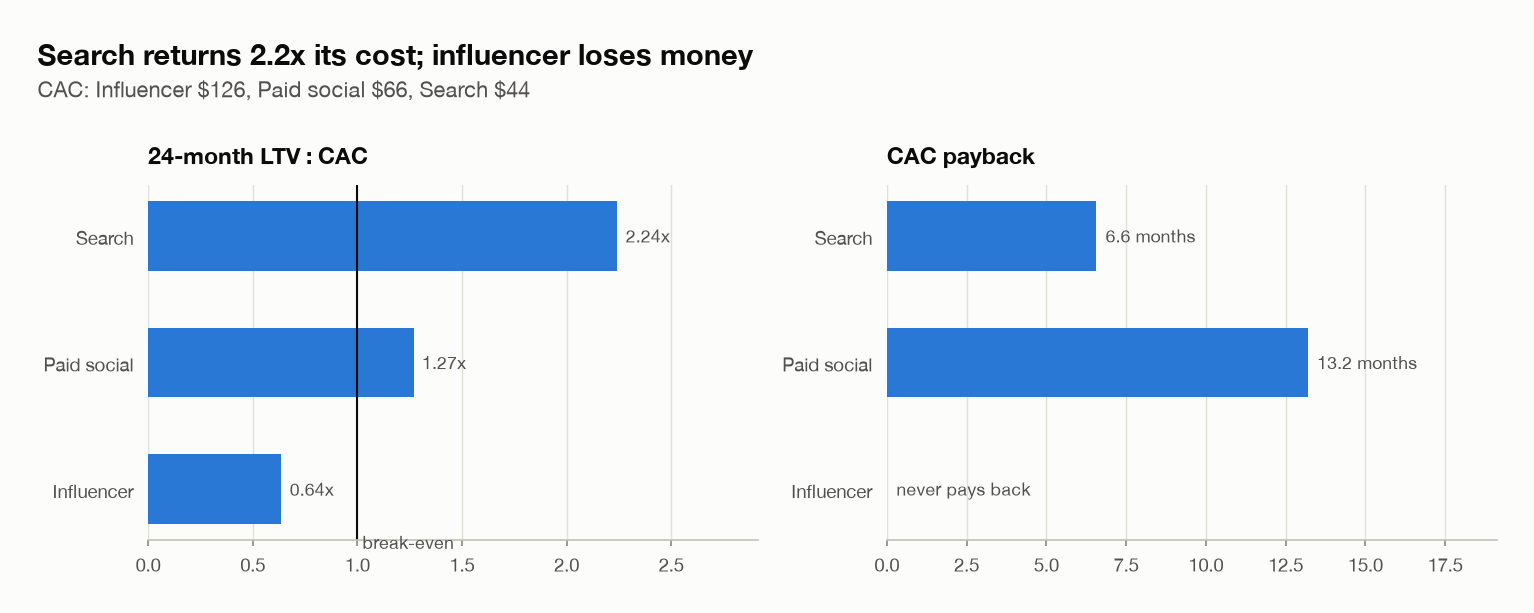 Search returns 2.2x its cost; influencer loses money
CAC: Influencer $126, Paid social $66, Search $44
24-month LTV : CAC
Search
2.24x
Paid social
1.27x
Influencer
0.64x
break-even
0.0 0.5 1.0 1.5 2.0 2.5
CAC payback
Search
6.6 months
Paid social
13.2 months
Influencer
never pays back
0.0 2.5 5.0 7.5 10.0 12.5 15.0 17.5